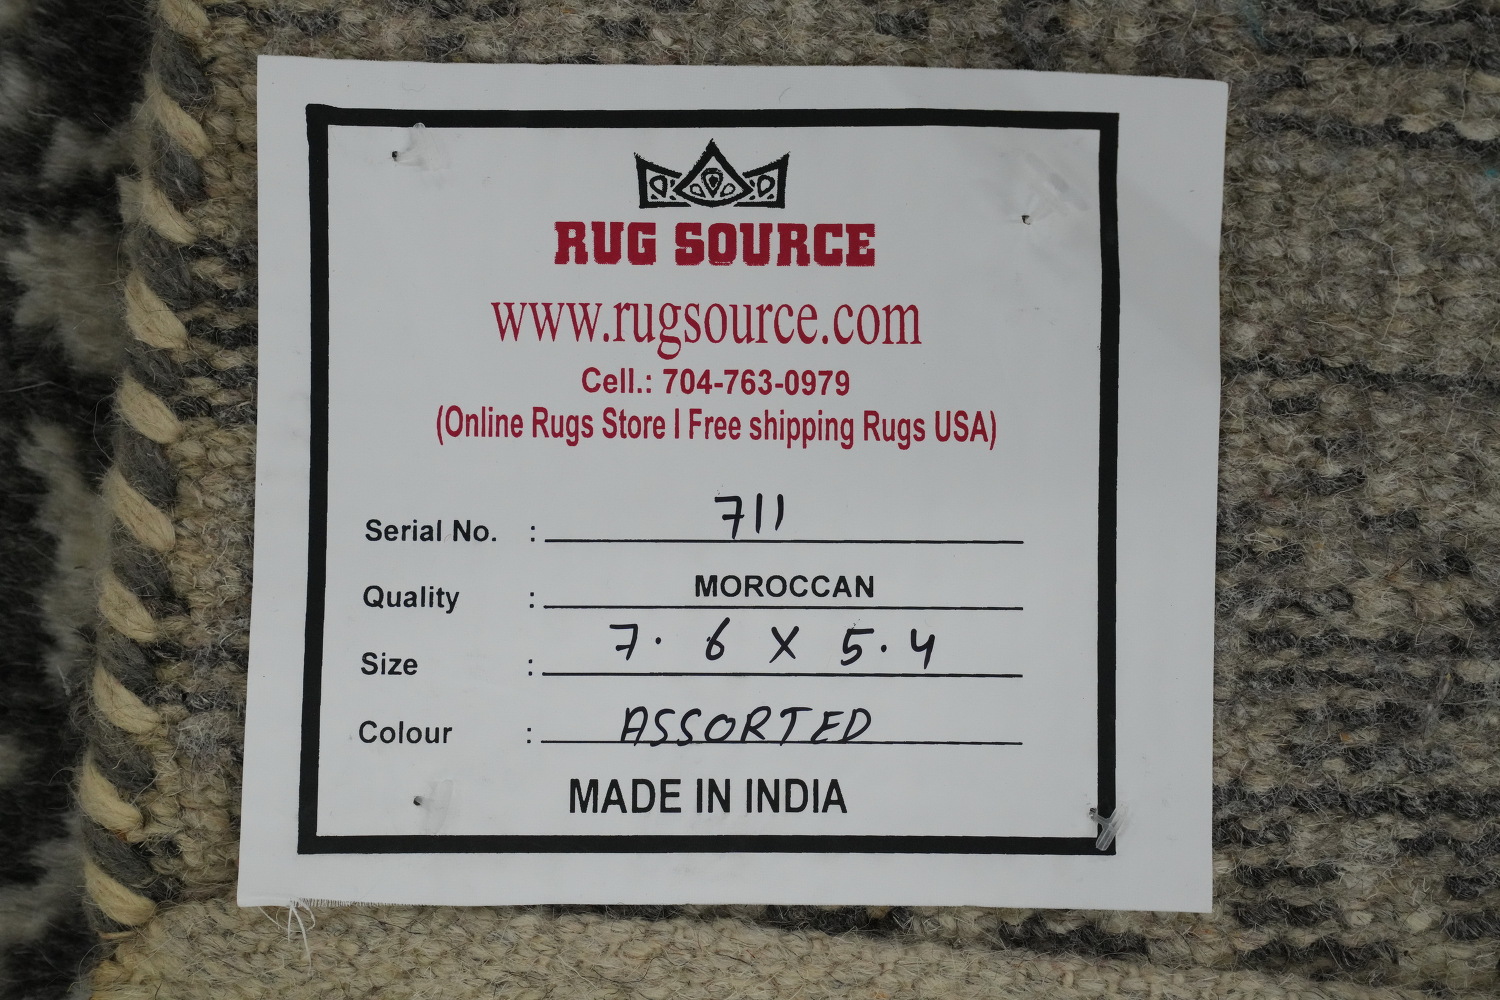 RUG SOURCE
www.rugsource.com
Cell.: 704-763-0979
(Online Rugs Store I Free shipping Rugs USA)
Serial No. : 711
Quality : MOROCCAN
Size : 7. 6 X 5.4
Colour : ASSORTED
MADE IN INDIA